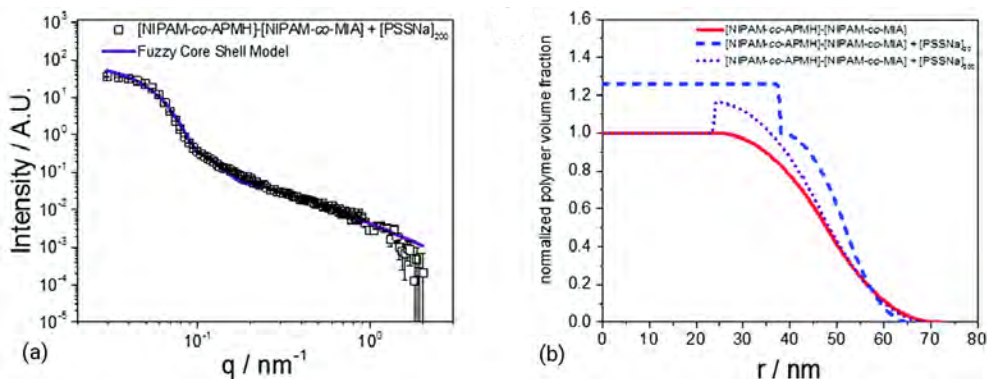 [NIPAM-co-APMH]-[NIPAM-co-MIA] + [PSSNa]200
Fuzzy Core Shell Model
10³
10²
10¹
10⁰
10⁻¹
10⁻²
10⁻³
10⁻⁴
10⁻⁵
Intensity / A.U.
10⁻¹
10⁰
q / nm⁻¹
(a)
[NIPAM-co-APMH]-[NIPAM-co-MIA]
[NIPAM-co-APMH]-[NIPAM-co-MIA] + [PSSNa]
[NIPAM-co-APMH]-[NIPAM-co-MIA] + [PSSNa]
1.6
1.4
1.2
1.0
0.8
0.6
0.4
0.2
0.0
normalized polymer volume fraction
0 10 20 30 40 50 60 70 80
r / nm
(b)